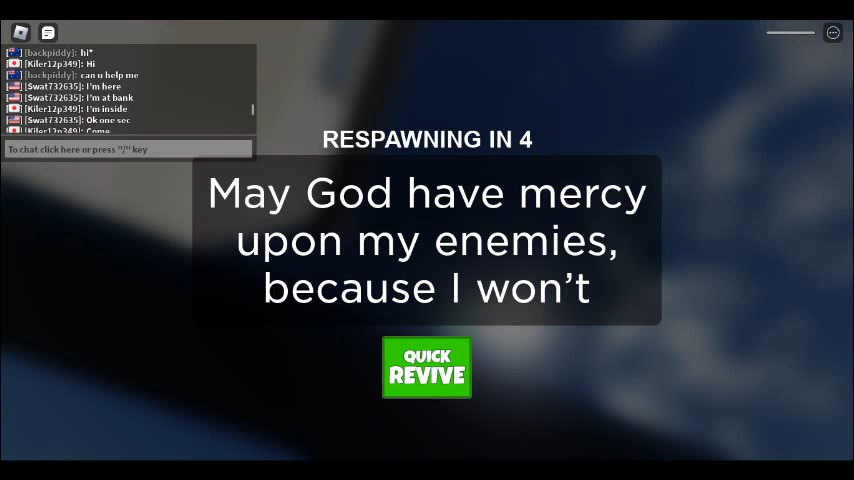 [backpiddy]: hi*
[Kiler12p349]: Hi
[backpiddy]: can u help me
[Swat732635]: I'm here
[Swat732635]: I'm at bank
[Kiler12p349]: I'm inside
[Swat732635]: Ok one sec
[Kiler12p349]: Come
To chat click here or press "/" key
RESPAWNING IN 4
May God have mercy
upon my enemies,
because I won’t
QUICK
REVIVE